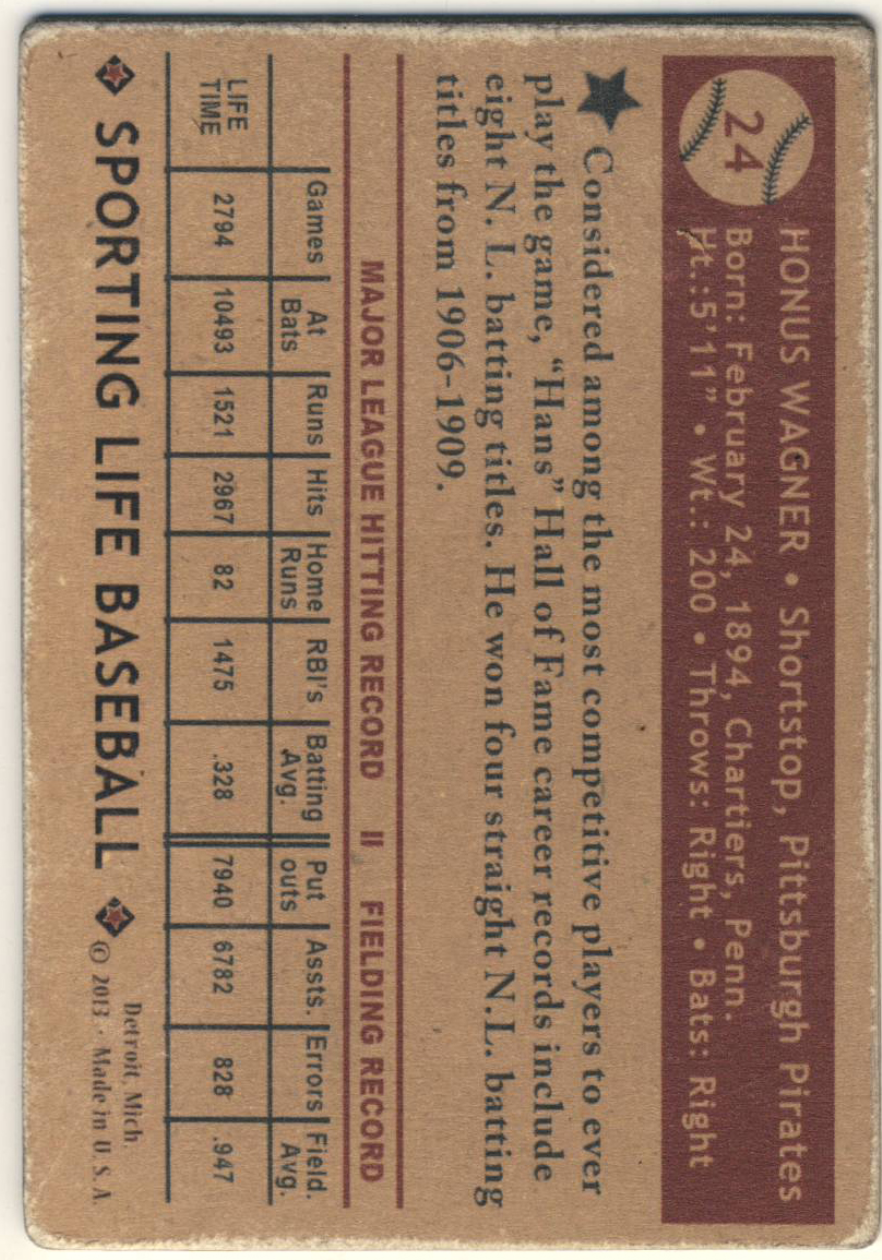 24
HONUS WAGNER • Shortstop, Pittsburgh Pirates
Born: February 24, 1894, Chartiers, Penn.
Ht.:5'11" • Wt.: 200 • Throws: Right • Bats: Right
★ Considered among the most competitive players to ever
play the game, “Hans” Hall of Fame career records include
eight N. L. batting titles. He won four straight N.L. batting
titles from 1906-1909.
MAJOR LEAGUE HITTING RECORD II FIELDING RECORD
Games At Bats Runs Hits Home Runs RBI's Batting Avg. Put outs Assts. Errors Field. Avg.
LIFE TIME 2794 10493 1521 2967 82 1475 .328 7940 6782 828 .947
SPORTING LIFE BASEBALL
Detroit, Mich.
© 2013 • Made in U. S. A.